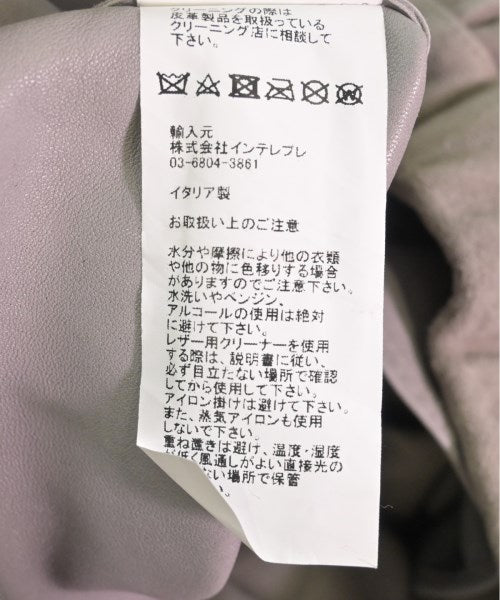 クリーニングの際は
皮革製品を取扱っている
クリーニング店に相談して
下さい。
輸入元
株式会社インテレプレ
03-6804-3861
イタリア製
お取扱い上のご注意
水分や摩擦により他の衣類
や他の物に色移りする場合
がありますのでご注意下さい。
水洗いやベンジン、
アルコールの使用は絶対
に避けて下さい。
レザー用クリーナーを使用
する際は、説明書に従い、
必ず目立たない場所で確認
してから使用して下さい。
アイロン掛けは避けて下さい。
また、蒸気アイロンも使用
しないで下さい。
重ね置きは避け、温度・湿度
が低く風通しがよい直接光の
ない場所で保管
さい。